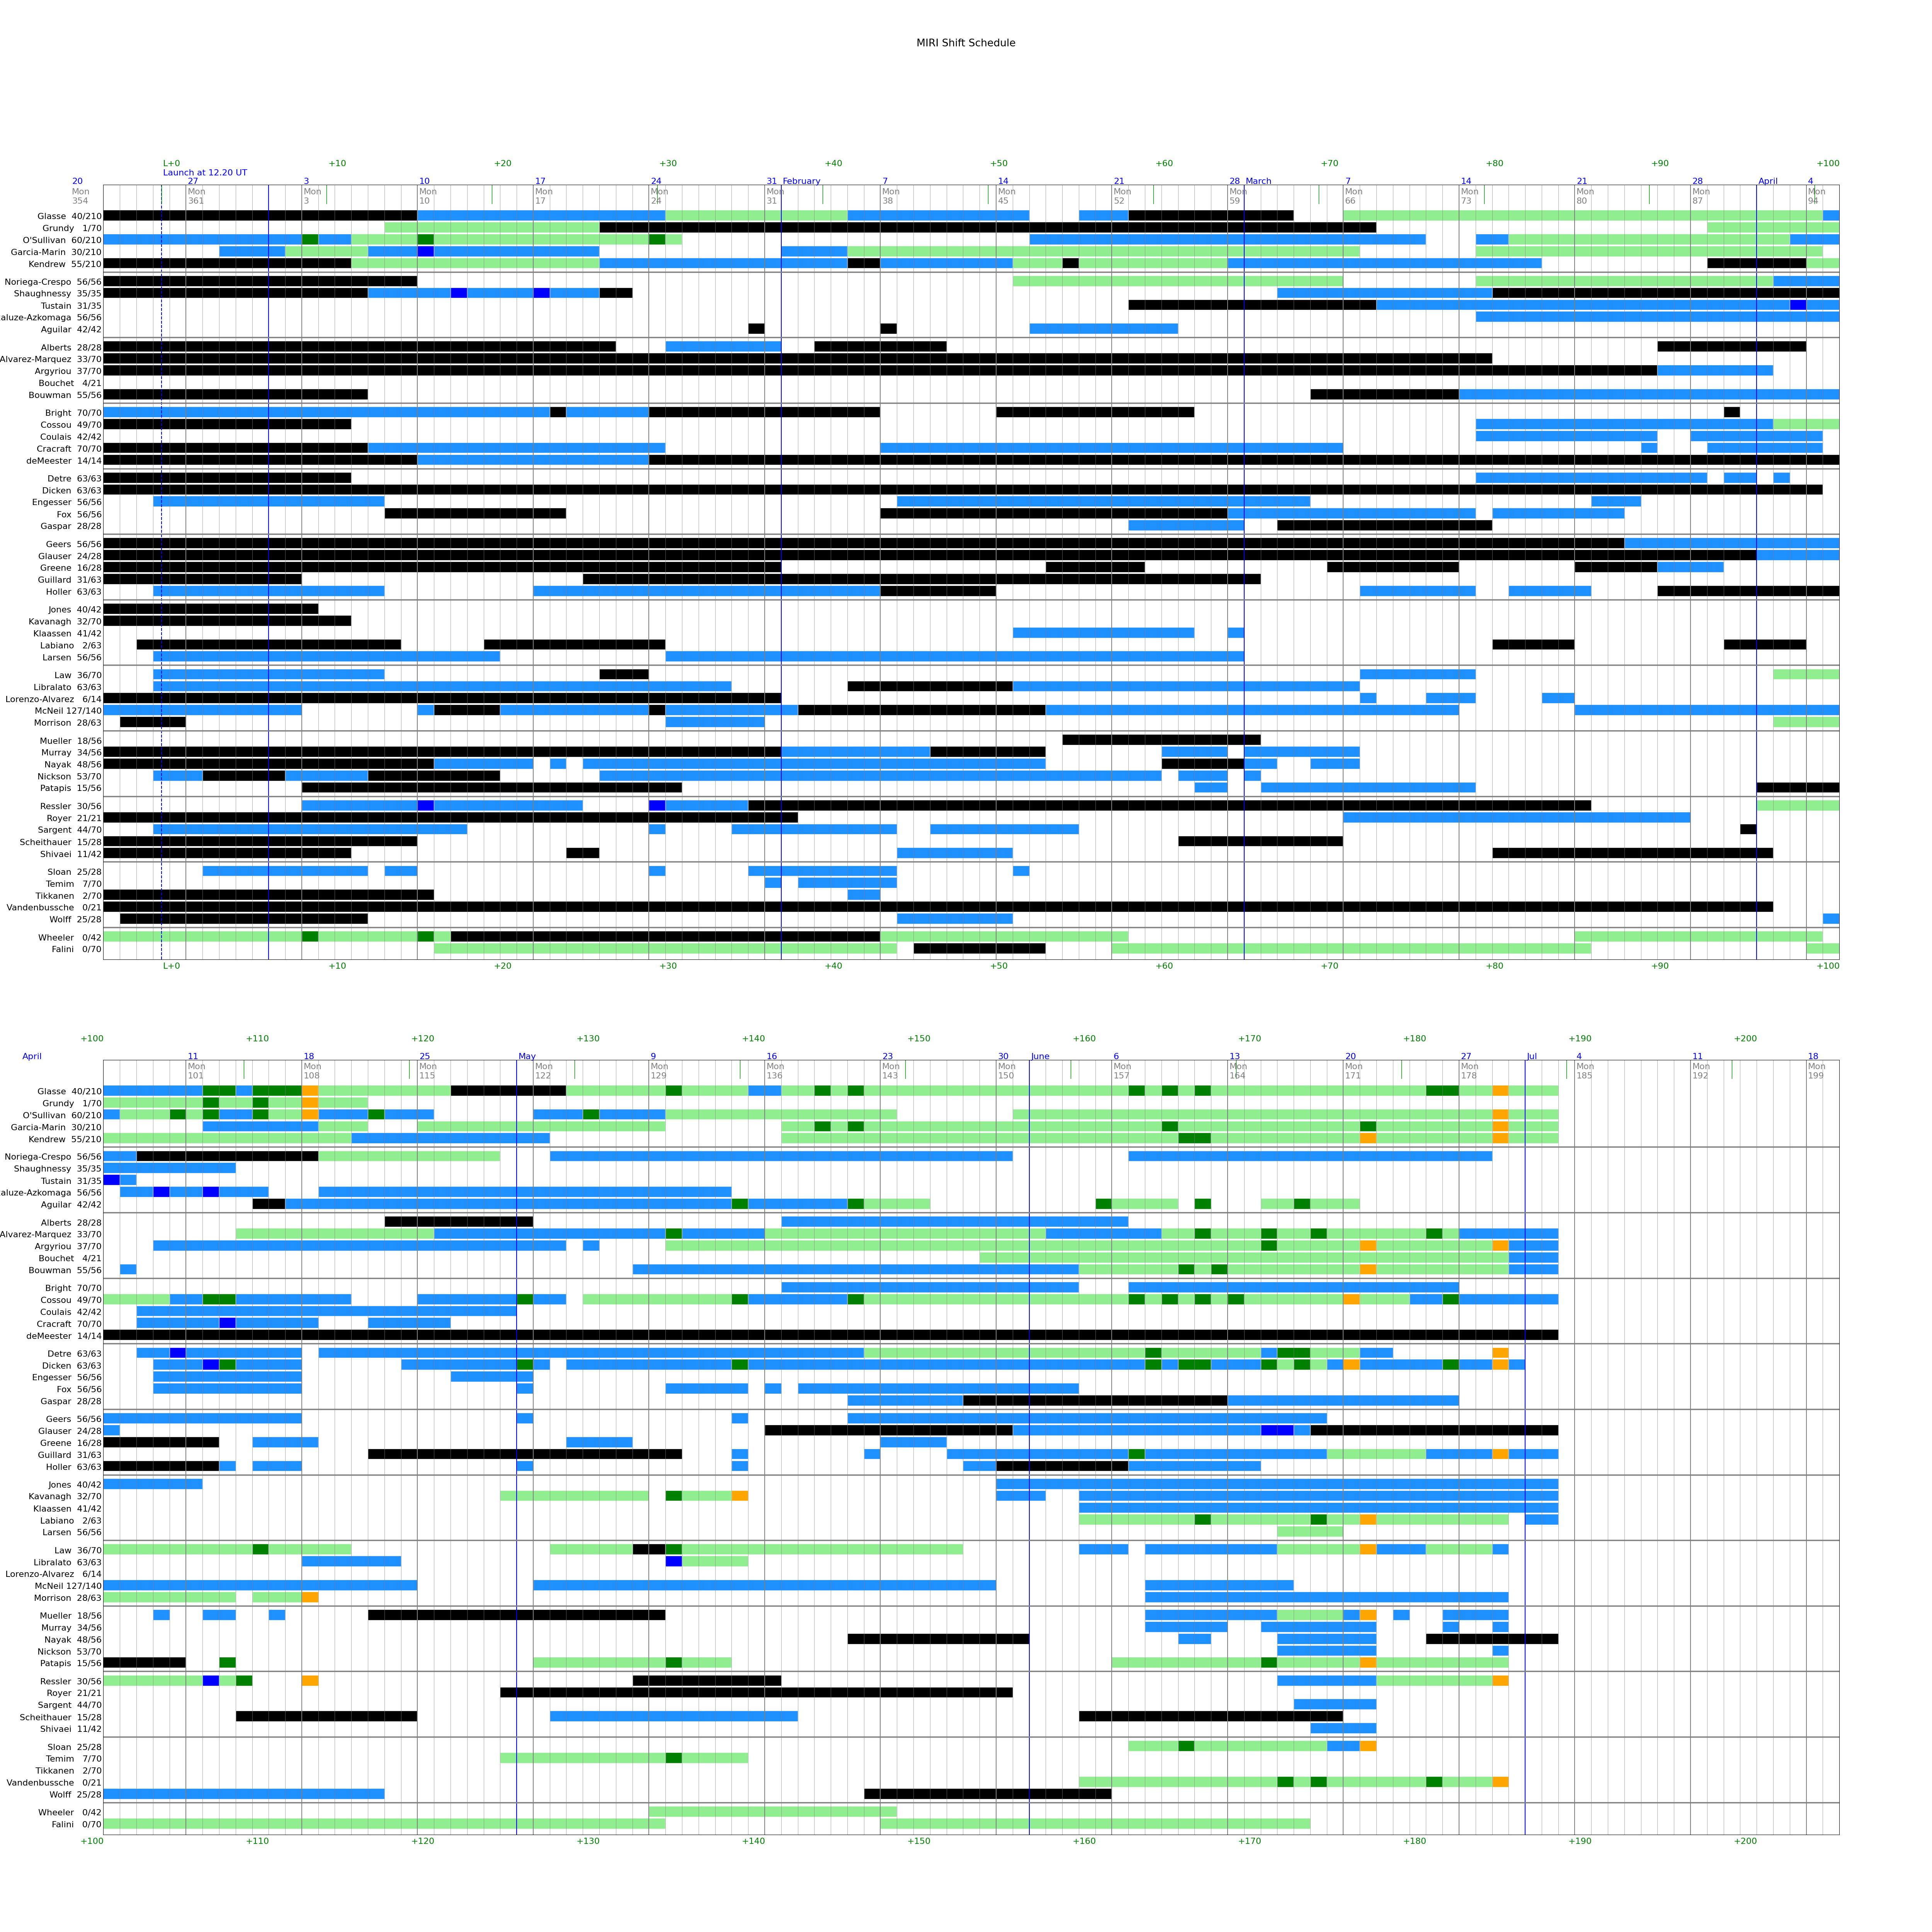 MIRI Shift Schedule
L+0 +10 +20 +30 +40 +50 +60 +70 +80 +90 +100
Launch at 12.20 UT
20 27 3 10 17 24 31 February 7 14 21 28 March 7 14 21 28 April 4
Mon Mon Mon Mon Mon Mon Mon Mon Mon Mon Mon Mon Mon Mon Mon Mon
354 361 3 10 17 24 31 38 45 52 59 66 73 80 87 94
Glasse 40/210
Grundy 1/70
O'Sullivan 60/210
Garcia-Marin 30/210
Kendrew 55/210
Noriega-Crespo 56/56
Shaughnessy 35/35
Tustain 31/35
aluze-Azkomaga 56/56
Aguilar 42/42
Alberts 28/28
Alvarez-Marquez 33/70
Argyriou 37/70
Bouchet 4/21
Bouwman 55/56
Bright 70/70
Cossou 49/70
Coulais 42/42
Cracraft 70/70
deMeester 14/14
Detre 63/63
Dicken 63/63
Engesser 56/56
Fox 56/56
Gaspar 28/28
Geers 56/56
Glauser 24/28
Greene 16/28
Guillard 31/63
Holler 63/63
Jones 40/42
Kavanagh 32/70
Klaassen 41/42
Labiano 2/63
Larsen 56/56
Law 36/70
Libralato 63/63
Lorenzo-Alvarez 6/14
McNeil 127/140
Morrison 28/63
Mueller 18/56
Murray 34/56
Nayak 48/56
Nickson 53/70
Patapis 15/56
Ressler 30/56
Royer 21/21
Sargent 44/70
Scheithauer 15/28
Shivaei 11/42
Sloan 25/28
Temim 7/70
Tikkanen 2/70
Vandenbussche 0/21
Wolff 25/28
Wheeler 0/42
Falini 0/70
L+0 +10 +20 +30 +40 +50 +60 +70 +80 +90 +100
+100 +110 +120 +130 +140 +150 +160 +170 +180 +190 +200
April 11 18 25 May 9 16 23 30 June 6 13 20 27 Jul 4 11 18
Mon Mon Mon Mon Mon Mon Mon Mon Mon Mon Mon Mon Mon Mon Mon
101 108 115 122 129 136 143 150 157 164 171 178 185 192 199
Glasse 40/210
Grundy 1/70
O'Sullivan 60/210
Garcia-Marin 30/210
Kendrew 55/210
Noriega-Crespo 56/56
Shaughnessy 35/35
Tustain 31/35
aluze-Azkomaga 56/56
Aguilar 42/42
Alberts 28/28
Alvarez-Marquez 33/70
Argyriou 37/70
Bouchet 4/21
Bouwman 55/56
Bright 70/70
Cossou 49/70
Coulais 42/42
Cracraft 70/70
deMeester 14/14
Detre 63/63
Dicken 63/63
Engesser 56/56
Fox 56/56
Gaspar 28/28
Geers 56/56
Glauser 24/28
Greene 16/28
Guillard 31/63
Holler 63/63
Jones 40/42
Kavanagh 32/70
Klaassen 41/42
Labiano 2/63
Larsen 56/56
Law 36/70
Libralato 63/63
Lorenzo-Alvarez 6/14
McNeil 127/140
Morrison 28/63
Mueller 18/56
Murray 34/56
Nayak 48/56
Nickson 53/70
Patapis 15/56
Ressler 30/56
Royer 21/21
Sargent 44/70
Scheithauer 15/28
Shivaei 11/42
Sloan 25/28
Temim 7/70
Tikkanen 2/70
Vandenbussche 0/21
Wolff 25/28
Wheeler 0/42
Falini 0/70
+100 +110 +120 +130 +140 +150 +160 +170 +180 +190 +200